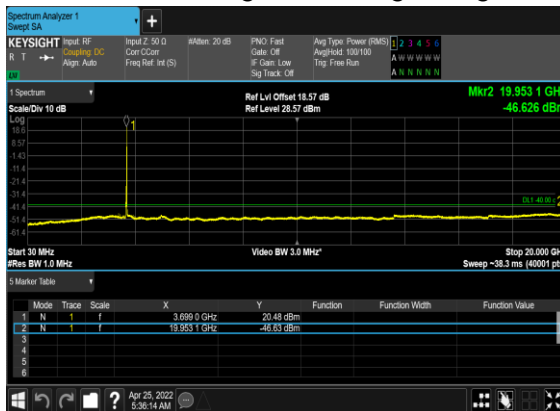 Spectrum Analyzer 1
Swept SA
+
KEYSIGHT Input: RF Input Z: 50 Ω #Atten: 20 dB PNO: Fast Avg Type: Power (RMS) 1 2 3 4 5 6
R T Coupling: DC Corr CCorr Gate: Off Avg|Hold: 100/100 A W W W W W
Align: Auto Freq Ref: Int (S) IF Gain: Low Trig: Free Run
Sig Track: Off A N N N N N
1 Spectrum
Scale/Div 10 dB Ref Lvl Offset 18.57 dB Mkr2 19.953 1 GH
Ref Level 28.57 dBm -46.626 dB
Log
18.6
8.57
-1.43
-11.4
-21.4
-31.4 DL1 -40.00
-41.4
-51.4
-61.4
1
2
Start 30 MHz Video BW 3.0 MHz* Stop 20.000 GH
#Res BW 1.0 MHz Sweep ~38.3 ms (40001 pt
5 Marker Table
Mode Trace Scale X Y Function Function Width Function Value
1 N 1 f 3.699 0 GHz 20.48 dBm
2 N 1 f 19.953 1 GHz -46.63 dBm
3
4
5
6
? Apr 25, 2022
5:36:14 AM